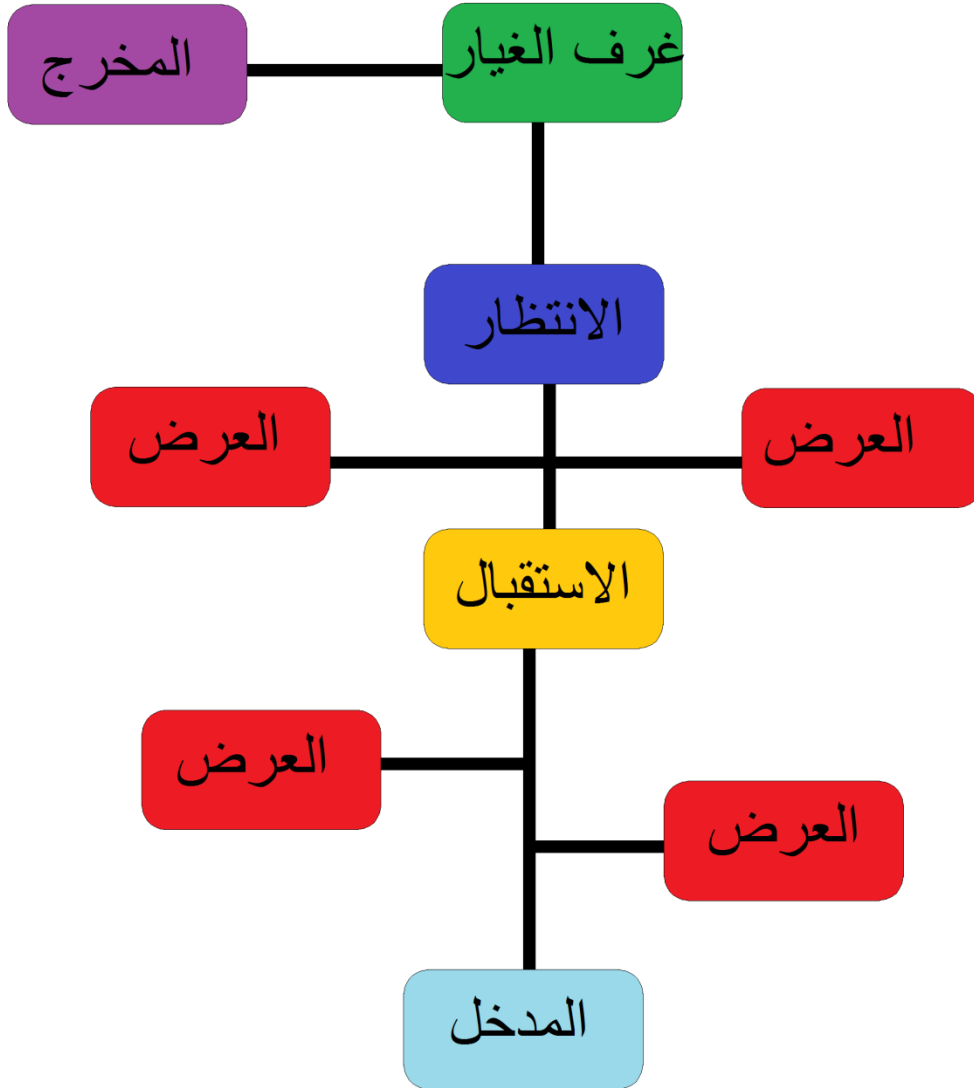 غرف الغيار
المخرج
الانتظار
العرض
العرض
الاستقبال
العرض
العرض
المدخل